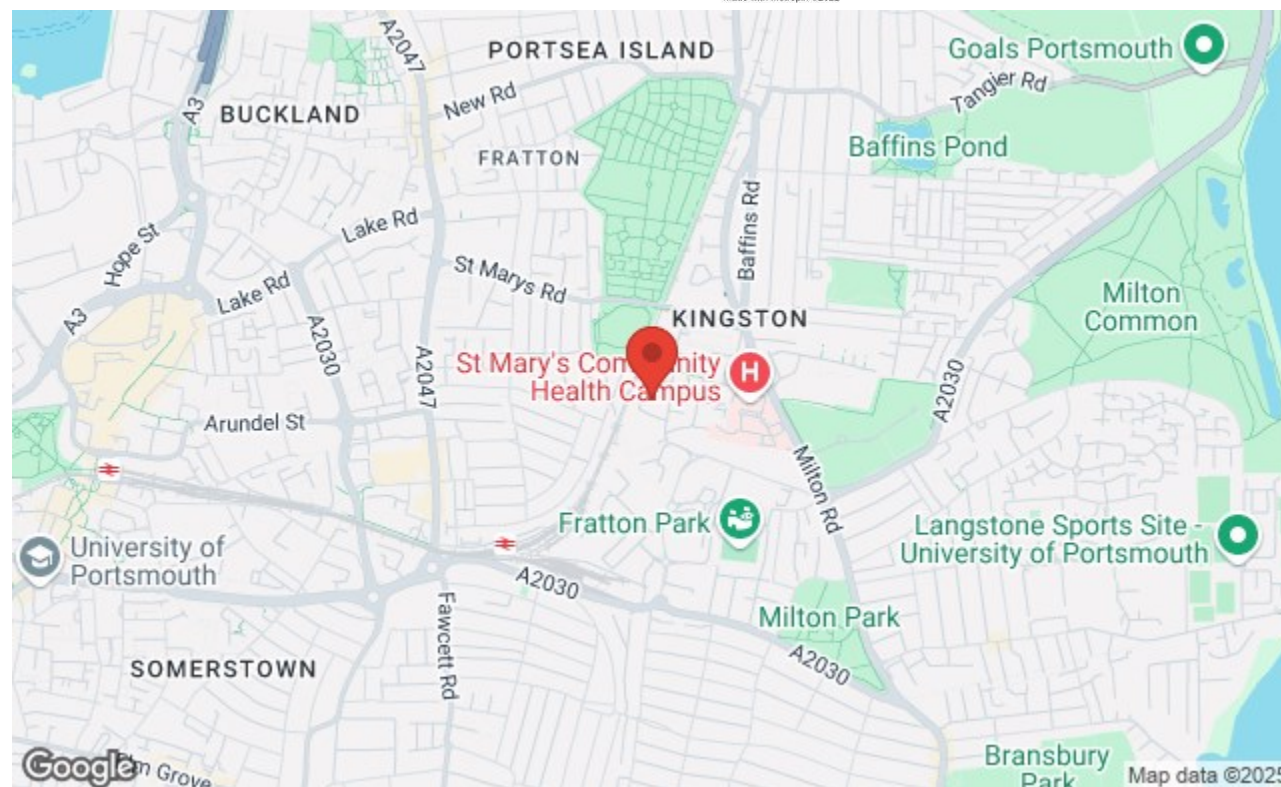 PORTSEA ISLAND
Goals Portsmouth
A2047
A3
BUCKLAND
New Rd
Tangier Rd
FRATTON
Baffins Pond
Lake Rd
Baffins Rd
Hope St
St Marys Rd
Lake Rd
Milton
Common
KINGSTON
A3
A2030
A2047
St Mary's Community
Health Campus
H
A2030
Arundel St
Milton Rd
Fratton Park
Langstone Sports Site -
University of Portsmouth
University of
Portsmouth
A2030
Fawcett Rd
Milton Park
A2030
SOMERSTOWN
Bransbury
Park
Google
Elm Grove
Map data ©2025